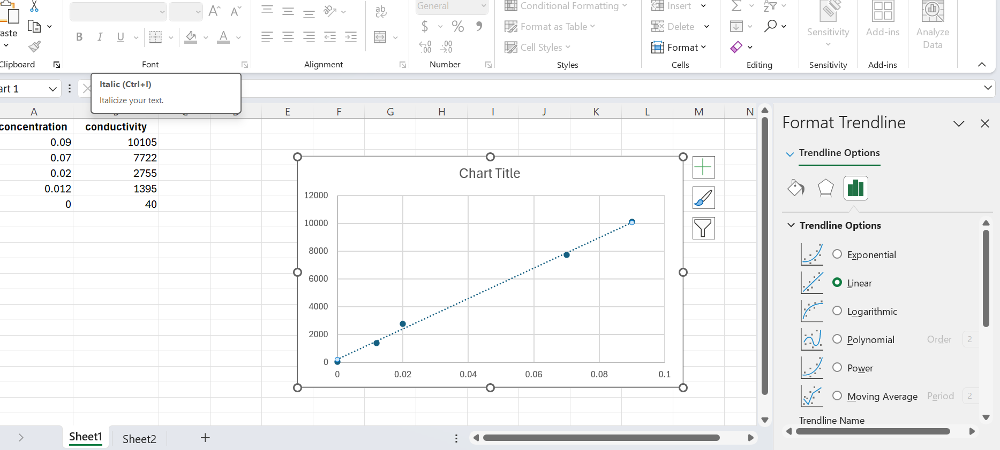 General
Conditional Formatting
Insert
Format as Table
Delete
Cell Styles
Format
aste
B I U
A
ab
$ % 9
Sensitivity
Add-ins
Analyze
Data
Clipboard
Font
Alignment
Number
Styles
Cells
Editing
Sensitivity
Add-ins
art 1
Italic (Ctrl+I)
Italicize your text.
A E F G H I J K L M N
concentration conductivity
0.09 10105
0.07 7722
0.02 2755
0.012 1395
0 40
Chart Title
12000
10000
8000
6000
4000
2000
0
0 0.02 0.04 0.06 0.08 0.1
Format Trendline
Trendline Options
Trendline Options
Exponential
Linear
Logarithmic
Polynomial Order 2
Power
Moving Average Period 2
Trendline Name
Sheet1 Sheet2